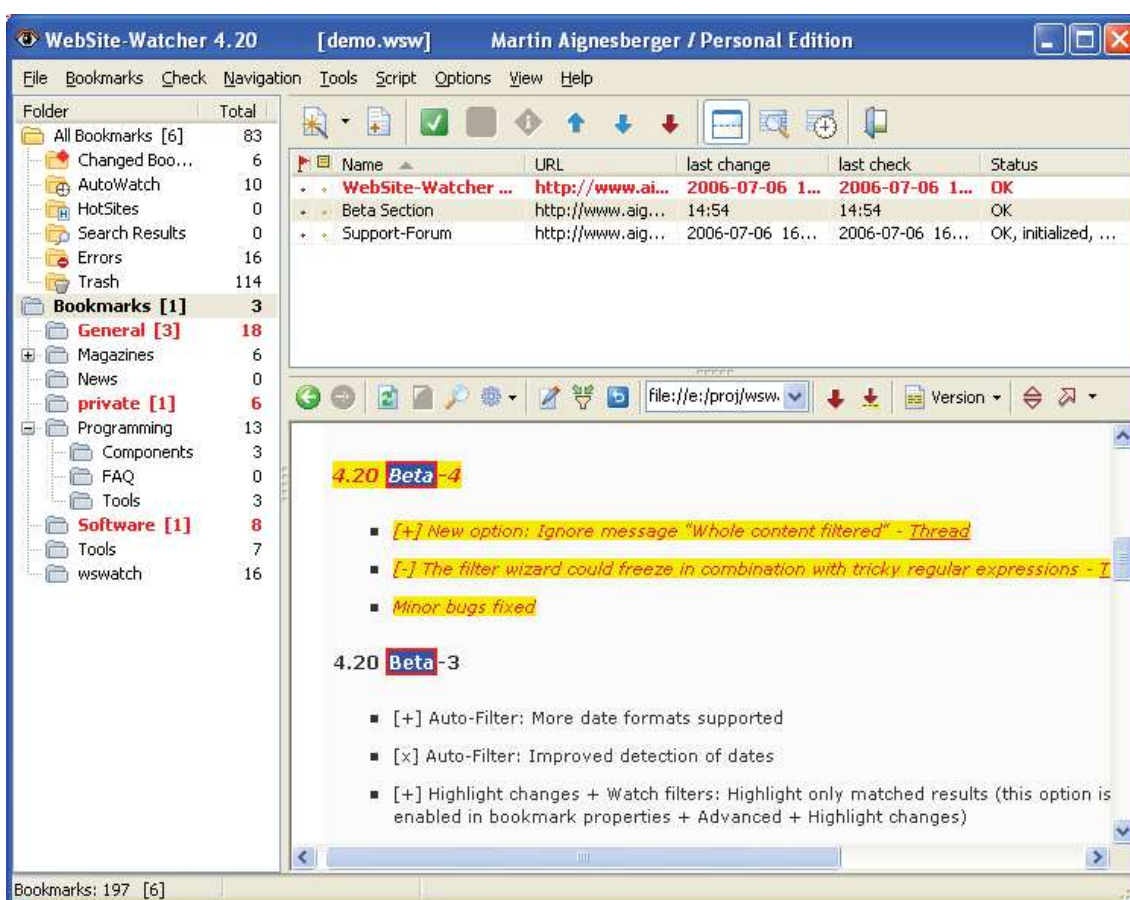 WebSite-Watcher 4.20 [demo.wsw] Martin Aignesberger / Personal Edition
File Bookmarks Check Navigation Tools Script Options View Help
Folder Total
All Bookmarks [6] 83
Changed Boo... 6
AutoWatch 10
HotSites 0
Search Results 0
Errors 16
Trash 114
Bookmarks [1] 3
General [3] 18
Magazines 6
News 0
private [1] 6
Programming 13
Components 3
FAQ 0
Tools 3
Software [1] 8
Tools 7
wswatch 16
Name URL last change last check Status
WebSite-Watcher ... http://www.ai... 2006-07-06 1... 2006-07-06 1... OK
Beta Section http://www.aig... 14:54 14:54 OK
Support-Forum http://www.aig... 2006-07-06 16... 2006-07-06 16... OK, initialized, ...
file://e:/proj/wsw. Version
4.20 Beta-4
[+] New option: Ignore message "Whole content filtered" - Thread
[-] The filter wizard could freeze in combination with tricky regular expressions - T
Minor bugs fixed
4.20 Beta-3
[+] Auto-Filter: More date formats supported
[x] Auto-Filter: Improved detection of dates
[+] Highlight changes + Watch filters: Highlight only matched results (this option is
enabled in bookmark properties + Advanced + Highlight changes)
Bookmarks: 197 [6]